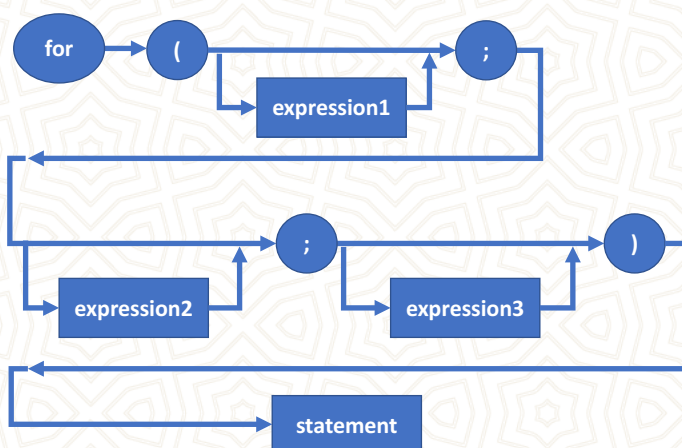 for ( ;
expression1
; )
expression2 expression3
statement